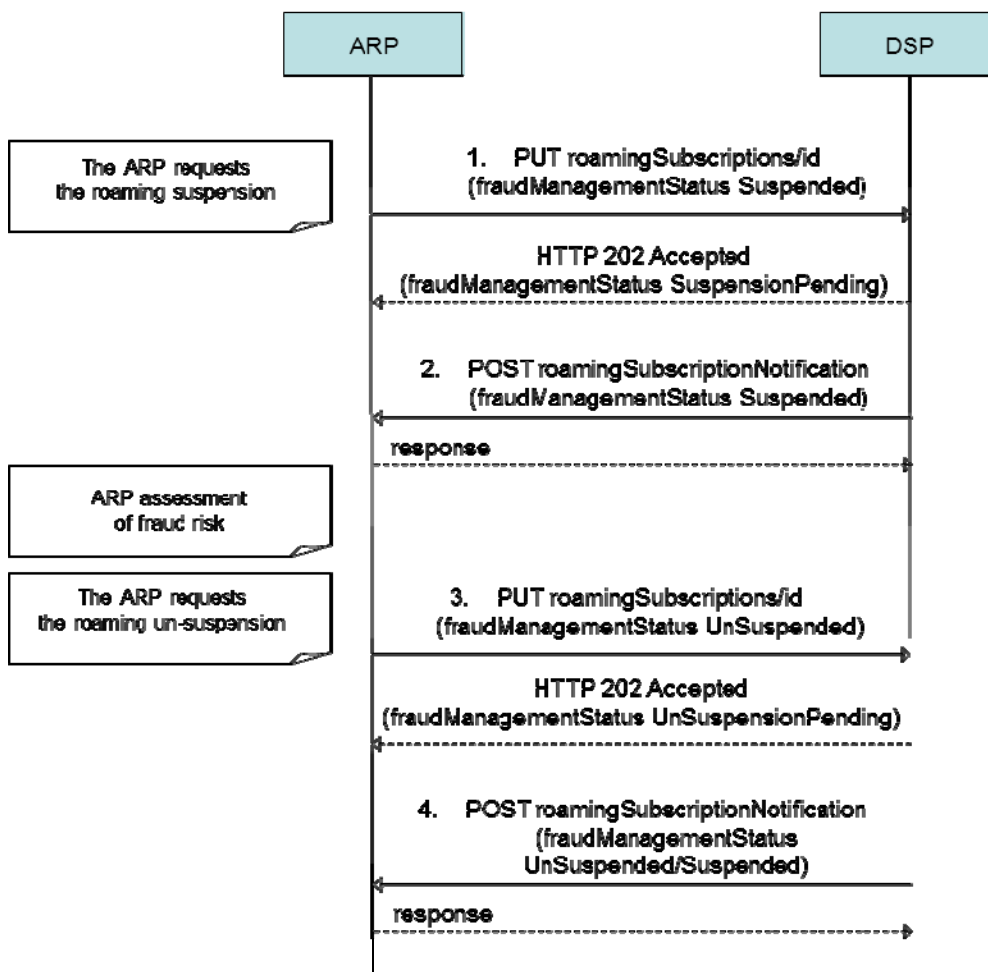 ARP
DSP
The ARP requests
the roaming suspension
1. PUT roamingSubscriptions/id
(fraudManagementStatus Suspended)
HTTP 202 Accepted
(fraudManagementStatus SuspensionPending)
2. POST roamingSubscriptionNotification
(fraudManagementStatus Suspended)
response
ARP assessment
of fraud risk
The ARP requests
the roaming un-suspension
3. PUT roamingSubscriptions/id
(fraudManagementStatus UnSuspended)
HTTP 202 Accepted
(fraudManagementStatus UnSuspensionPending)
4. POST roamingSubscriptionNotification
(fraudManagementStatus
UnSuspended/Suspended)
response